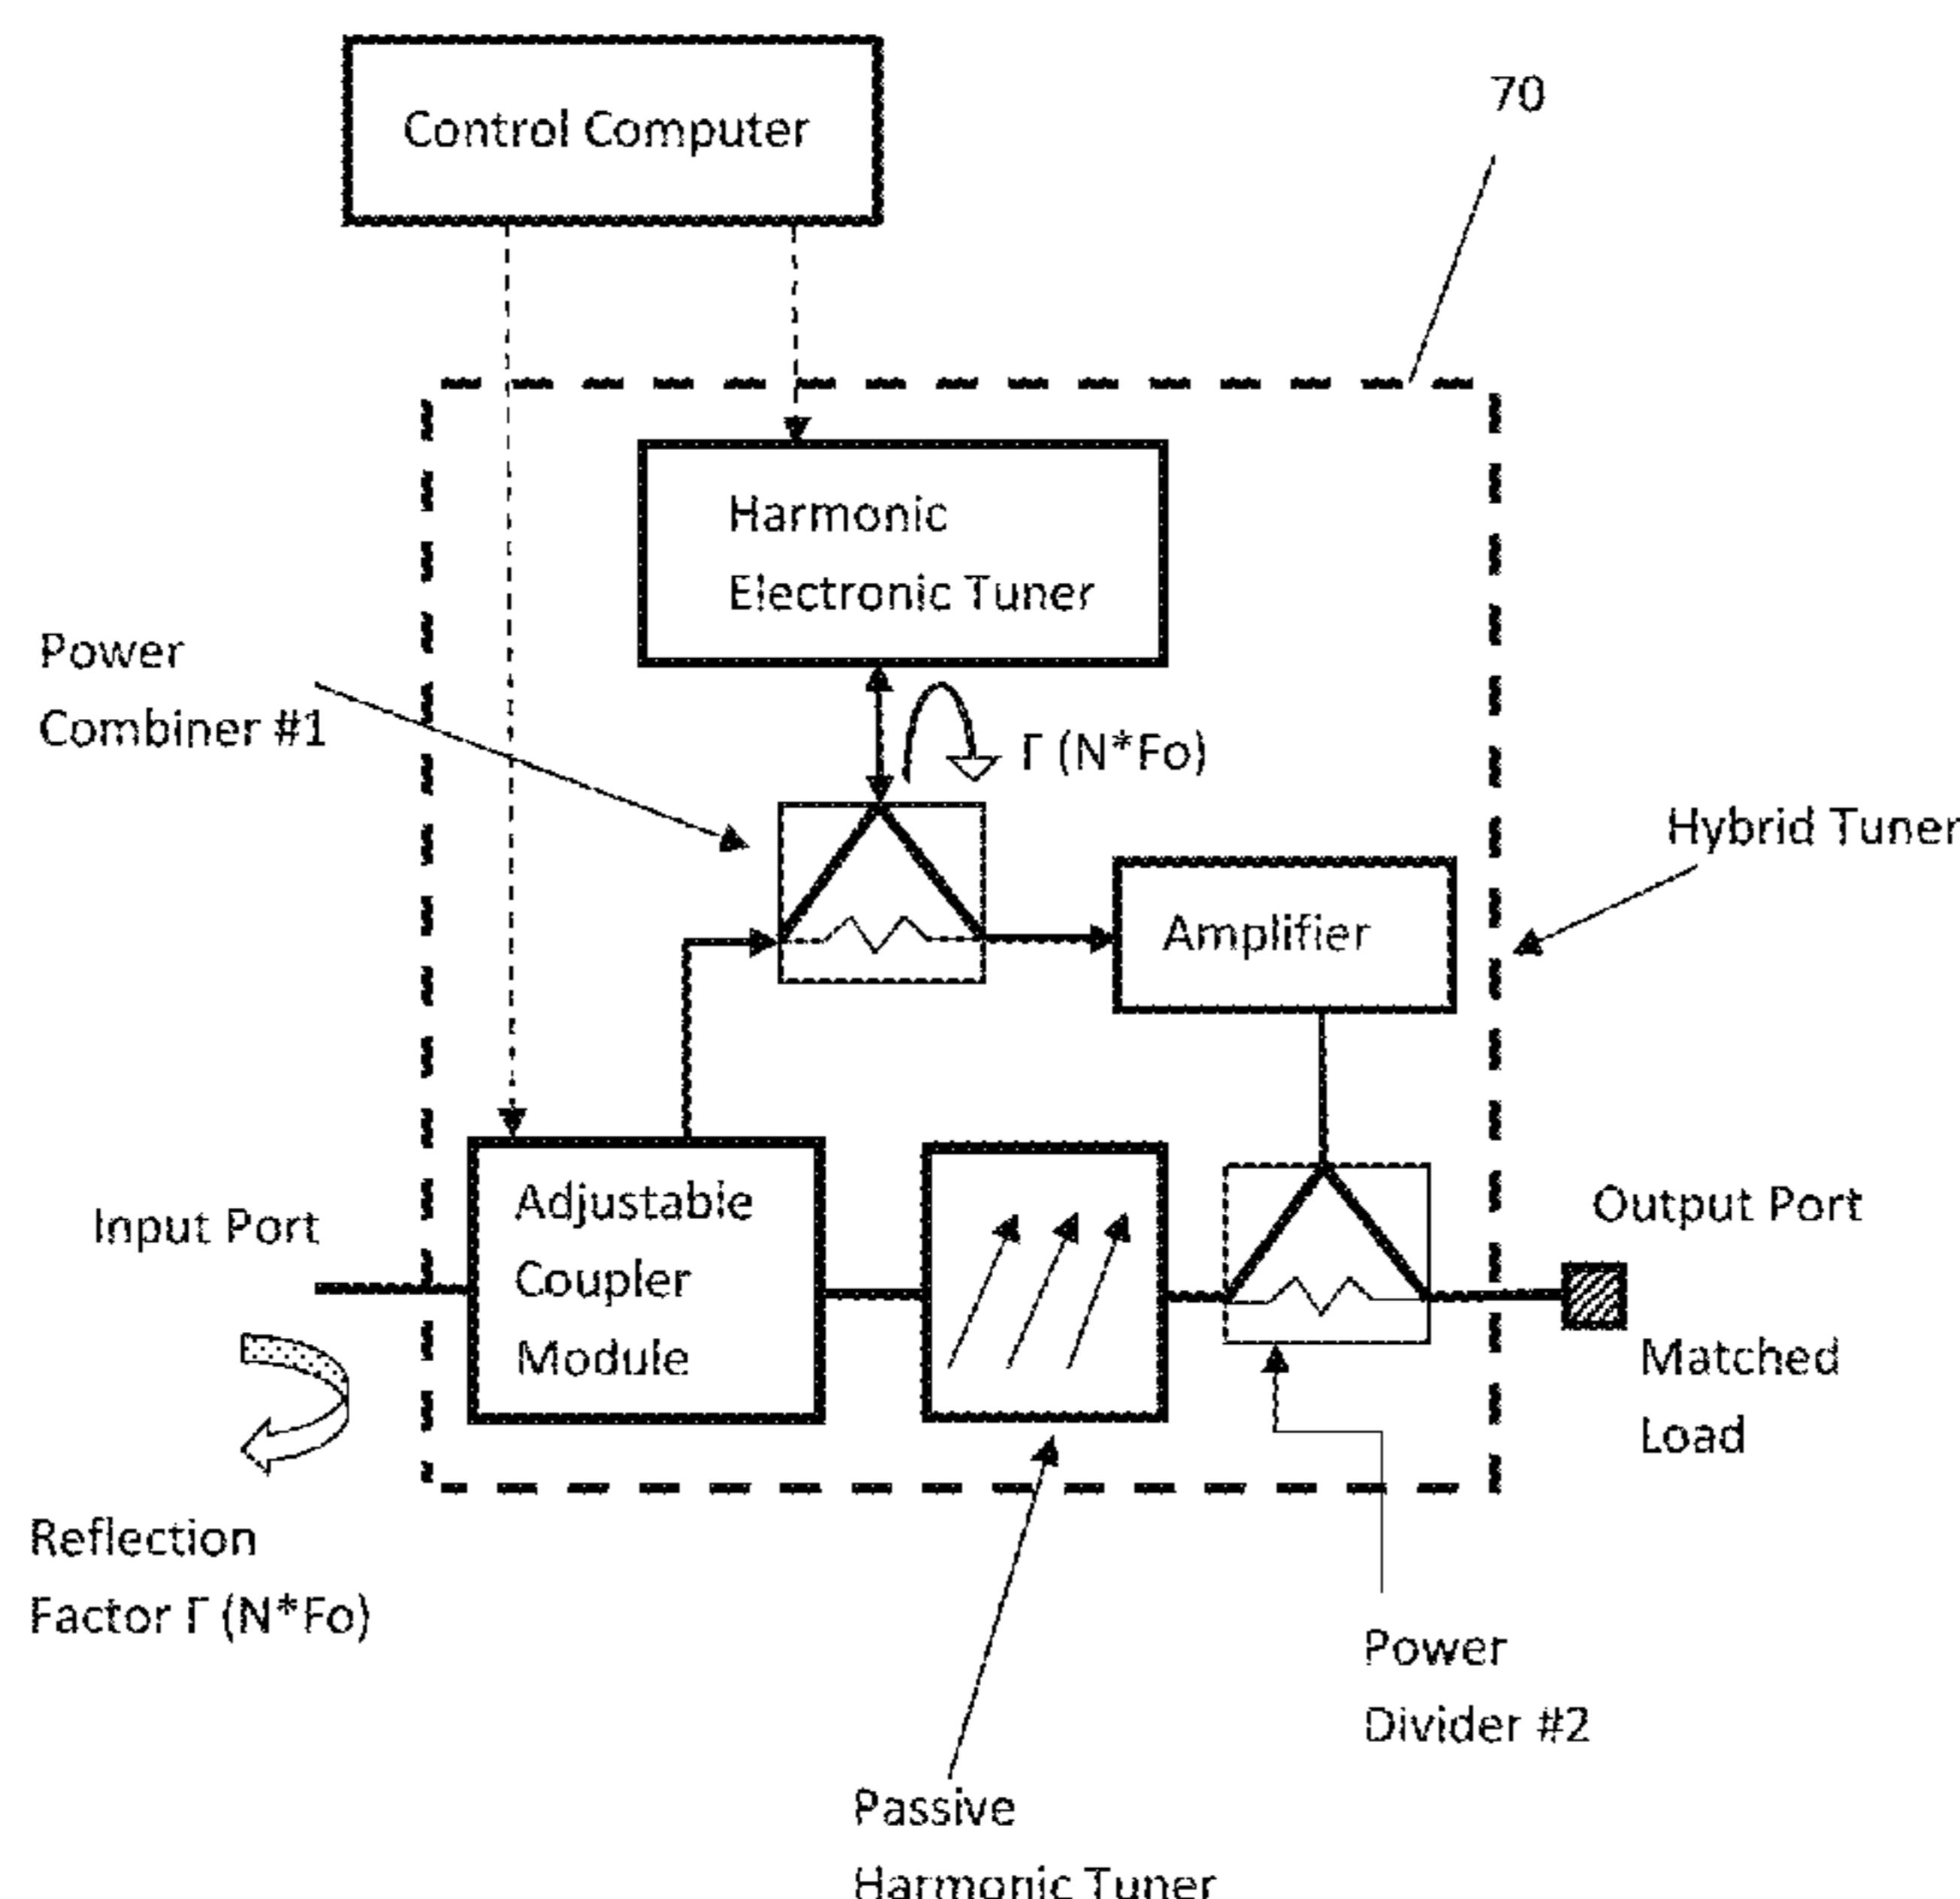 Control Computer
70
Harmonic
Electronic Tuner
Power
Combiner #1
Γ (N*Fo)
Hybrid Tuner
Amplifier
Input Port
Adjustable
Coupler
Module
Output Port
Matched
Load
Reflection
Factor Γ (N*Fo)
Power
Divider #2
Passive
Harmonic Tuner